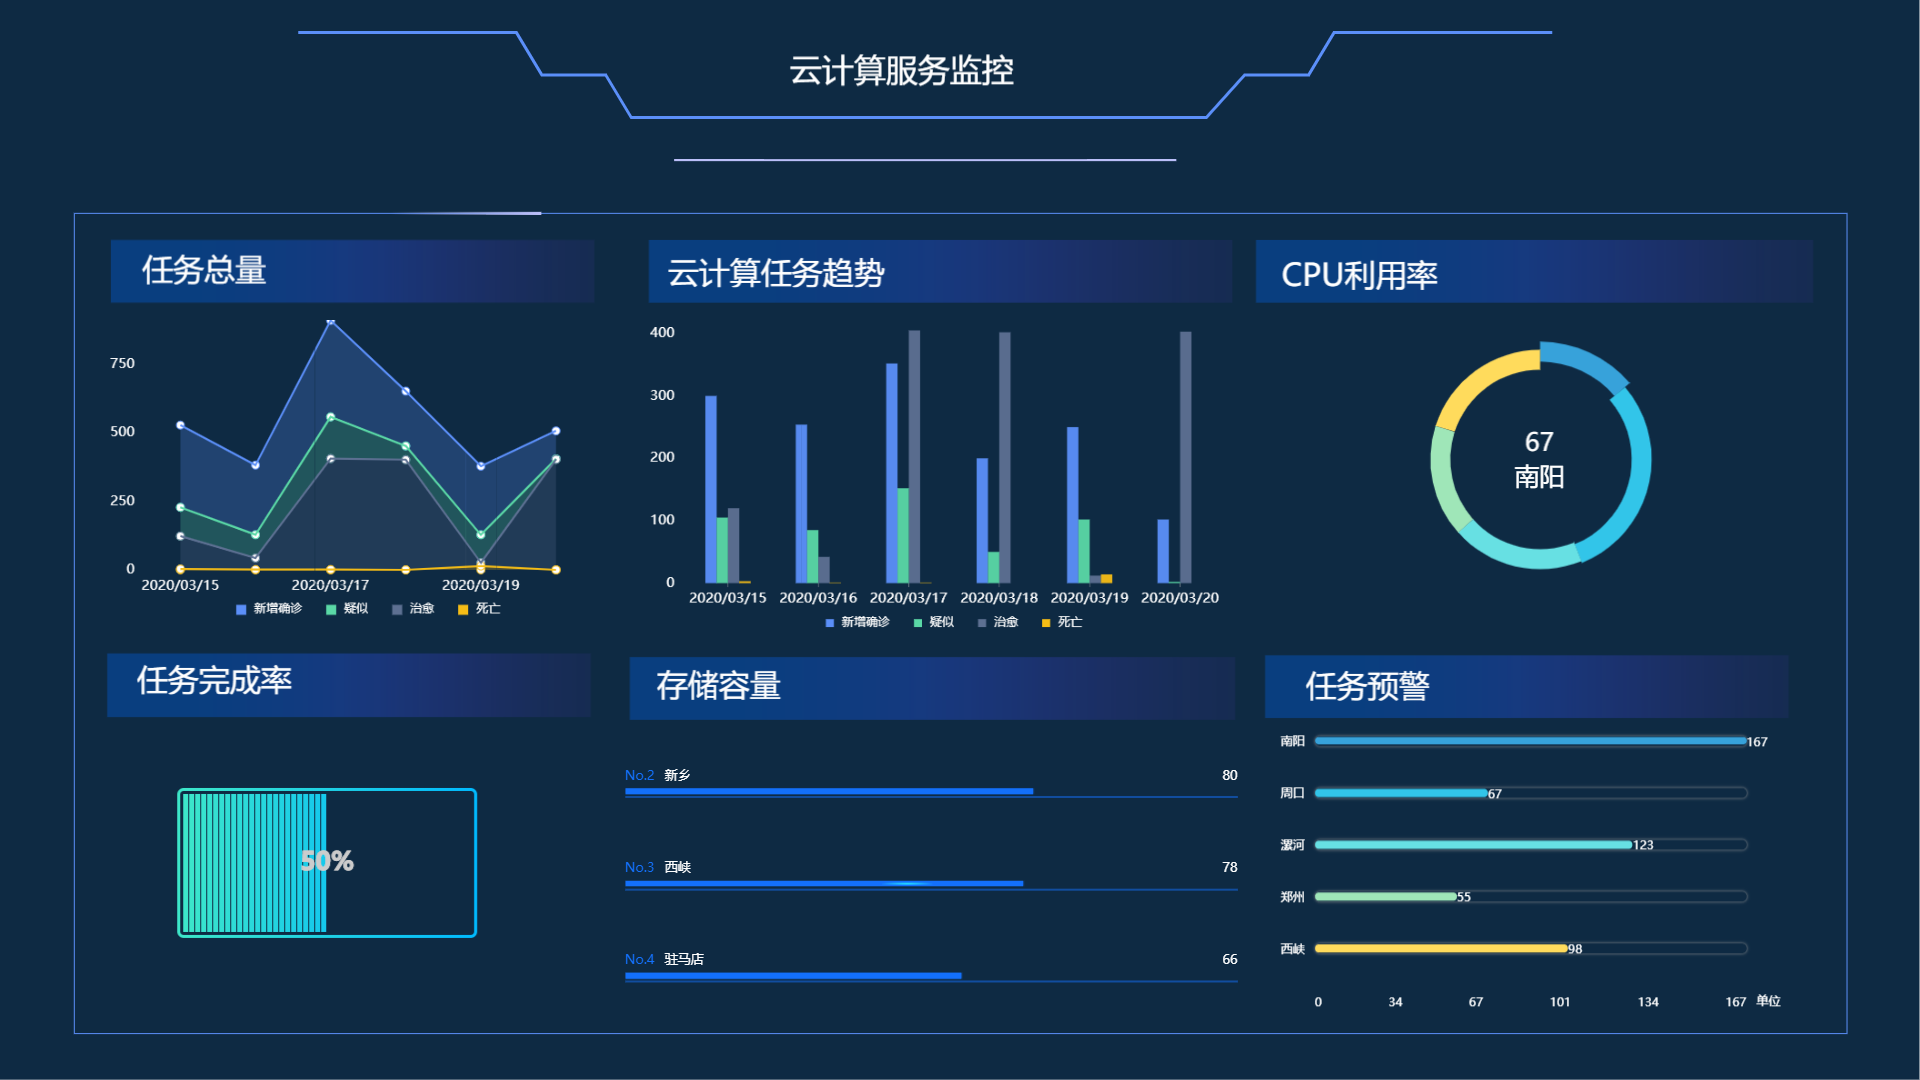 云计算服务监控
任务总量
750
500
250
0
2020/03/15 2020/03/17 2020/03/19
新增确诊 疑似 治愈 死亡
云计算任务趋势
400
300
200
100
0
2020/03/15 2020/03/16 2020/03/17 2020/03/18 2020/03/19 2020/03/20
新增确诊 疑似 治愈 死亡
CPU利用率
67
南阳
任务完成率
50%
存储容量
No.2 新乡 80
No.3 西峡 78
No.4 驻马店 66
任务预警
南阳 167
周口 67
漯河 123
郑州 55
西峡 98
0 34 67 101 134 167 单位